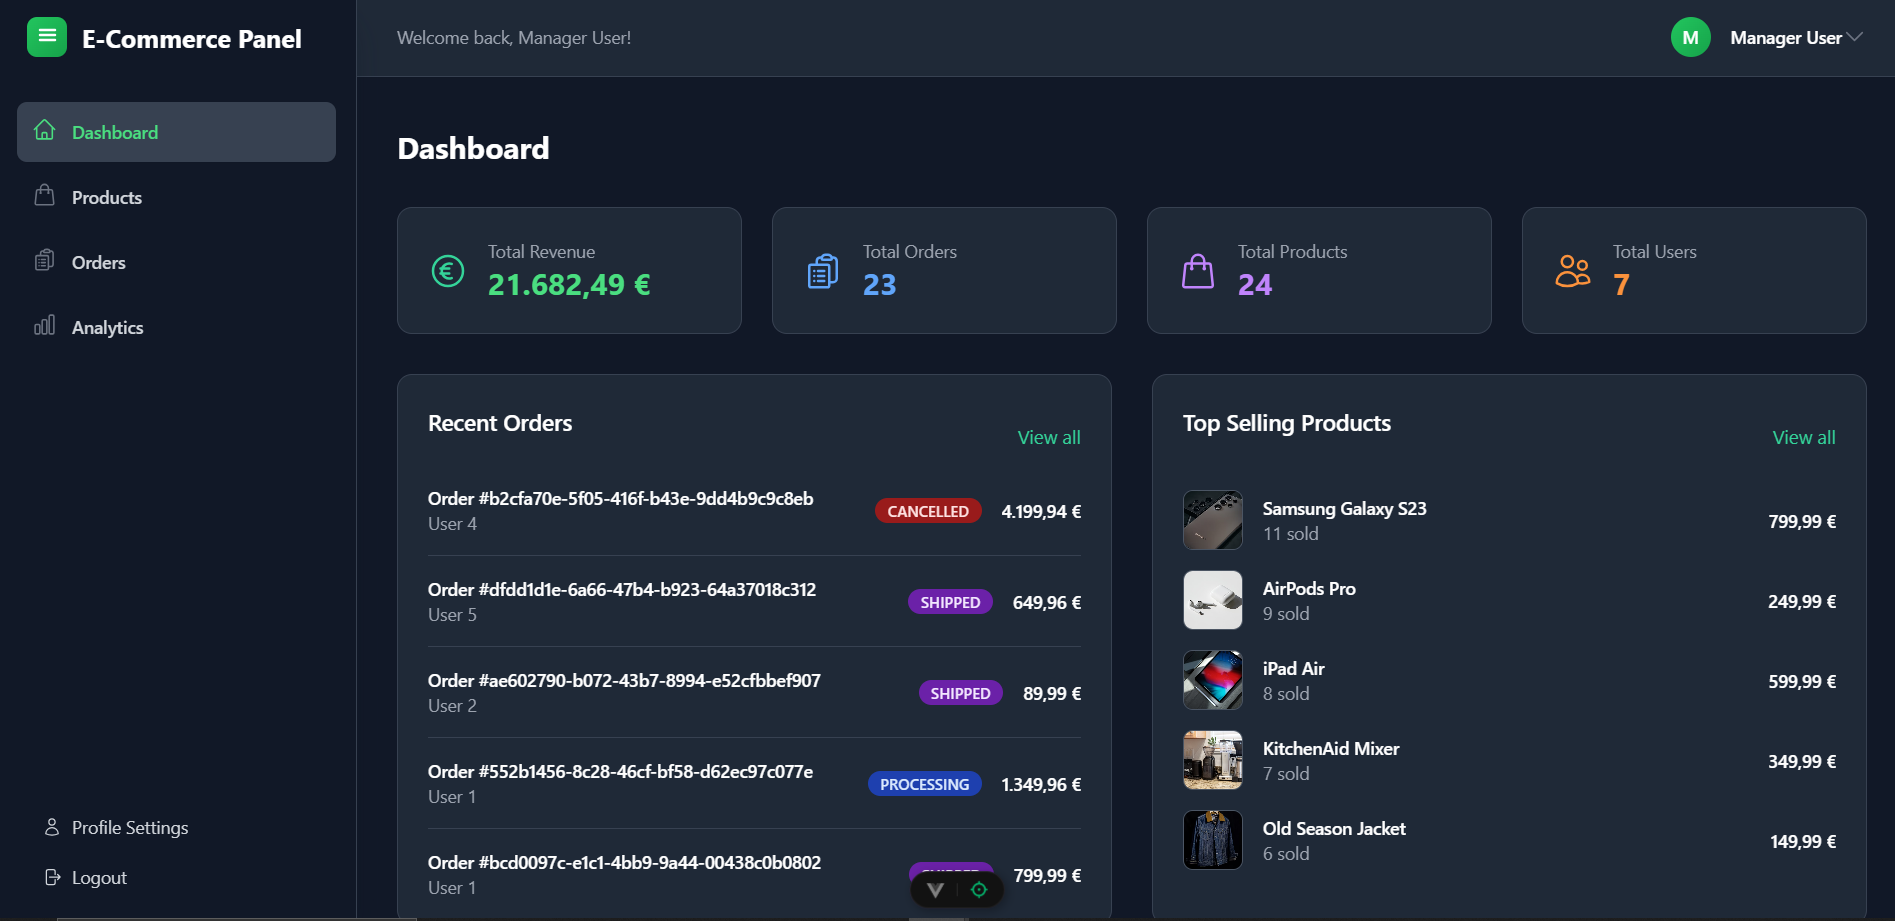 E-Commerce Panel
Welcome back, Manager User!
M
Manager User
Dashboard
Products
Orders
Analytics
Profile Settings
Logout
Dashboard
Total Revenue
21.682,49 €
Total Orders
23
Total Products
24
Total Users
7
Recent Orders
View all
Order #b2cfa70e-5f05-416f-b43e-9dd4b9c9c8eb
User 4
CANCELLED
4.199,94 €
Order #dfdd1d1e-6a66-47b4-b923-64a37018c312
User 5
SHIPPED
649,96 €
Order #ae602790-b072-43b7-8994-e52cfbbef907
User 2
SHIPPED
89,99 €
Order #552b1456-8c28-46cf-bf58-d62ec97c077e
User 1
PROCESSING
1.349,96 €
Order #bcd0097c-e1c1-4bb9-9a44-00438c0b0802
User 1
SHIPPED
799,99 €
Top Selling Products
View all
Samsung Galaxy S23
11 sold
799,99 €
AirPods Pro
9 sold
249,99 €
iPad Air
8 sold
599,99 €
KitchenAid Mixer
7 sold
349,99 €
Old Season Jacket
6 sold
149,99 €